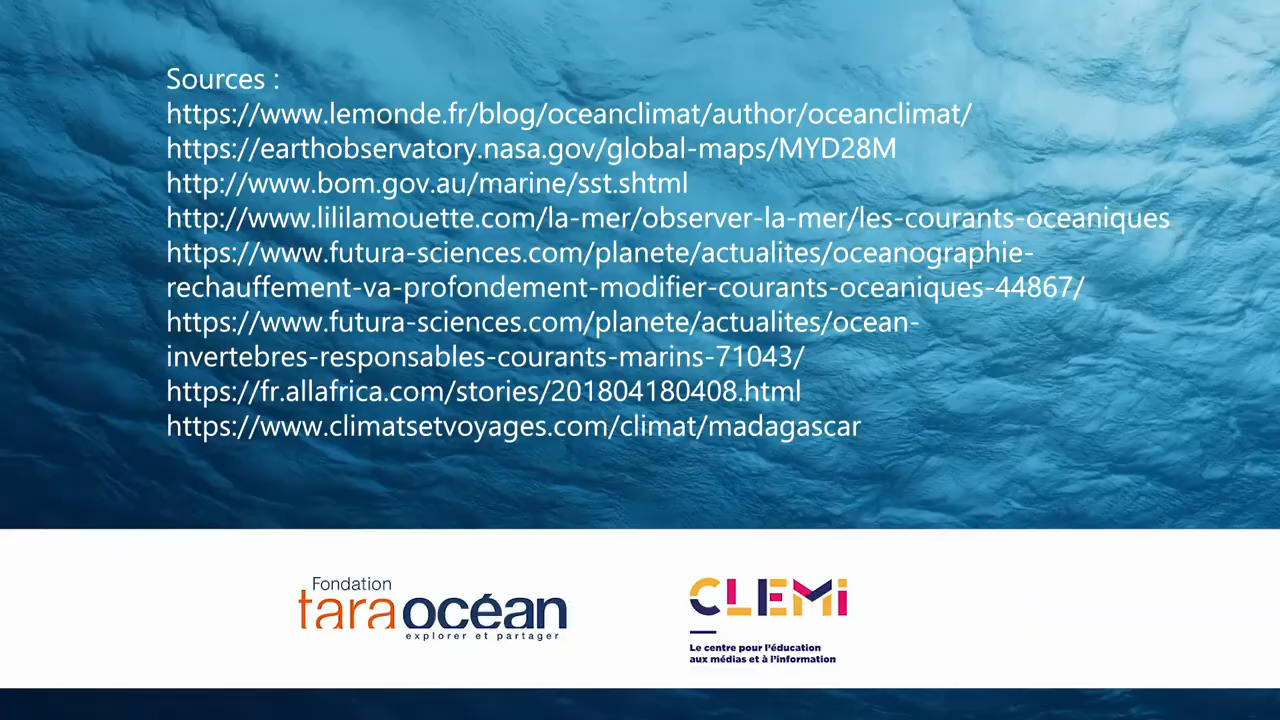 Sources :
https://www.lemonde.fr/blog/oceanclimat/author/oceanclimat/
https://earthobservatory.nasa.gov/global-maps/MYD28M
http://www.bom.gov.au/marine/sst.shtml
http://www.lililamouette.com/la-mer/observer-la-mer/les-courants-oceaniques
https://www.futura-sciences.com/planete/actualites/oceanographie-
rechauffement-va-profondement-modifier-courants-oceaniques-44867/
https://www.futura-sciences.com/planete/actualites/ocean-
invertebres-responsables-courants-marins-71043/
https://fr.allafrica.com/stories/201804180408.html
https://www.climatsetvoyages.com/climat/madagascar
Fondation
taraocéan
explorer et partager
CLEMi
Le centre pour l'éducation
aux médias et à l'information